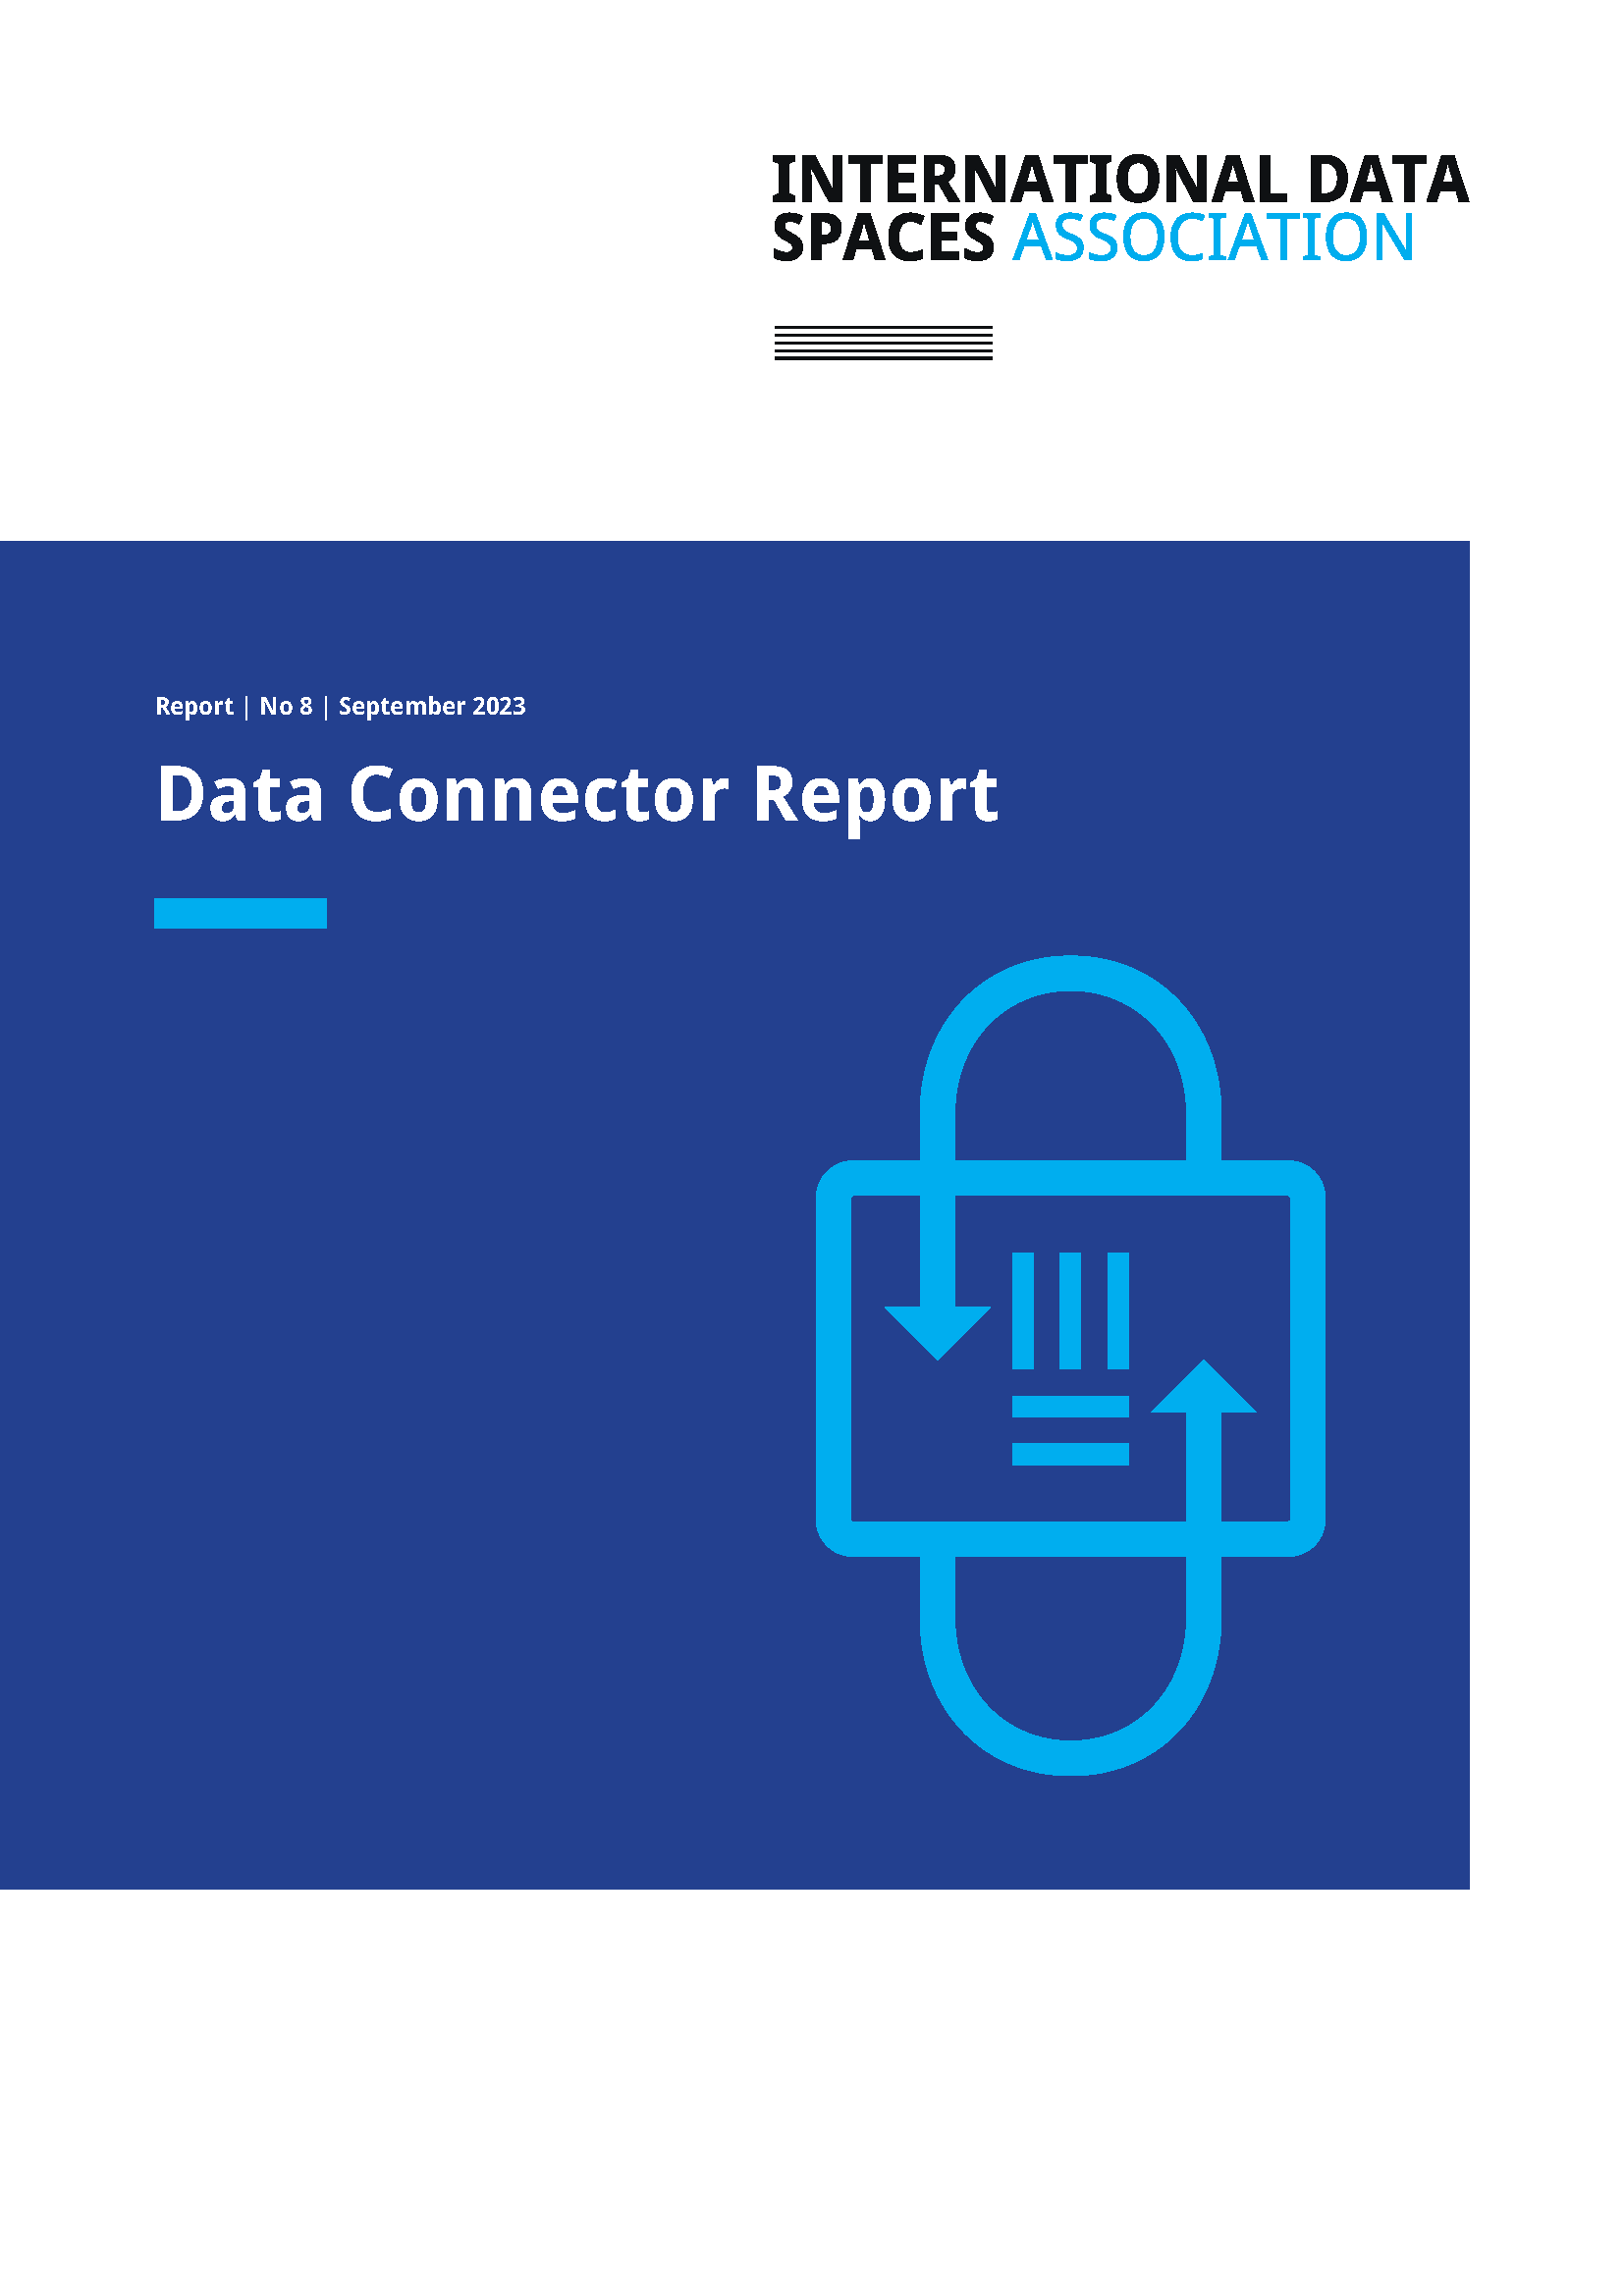 INTERNATIONAL DATA
SPACES ASSOCIATION
Report | No 8 | September 2023
Data Connector Report